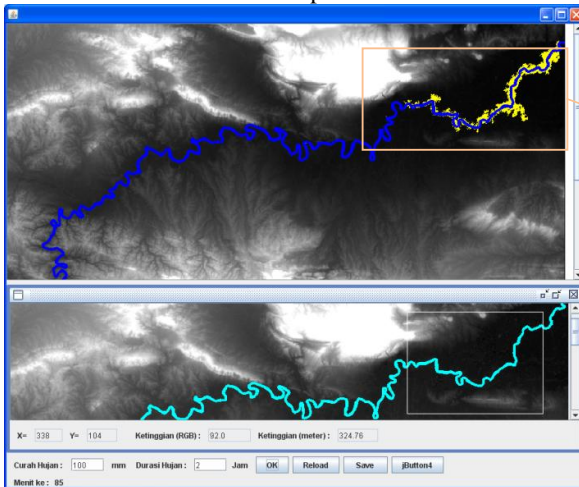 X= 338 Y= 104 Ketinggian (RGB) : 92.0 Ketinggian (meter) : 324.76
Curah Hujan : 100 mm Durasi Hujan : 2 Jam OK Reload Save jButton4
Menit ke : 85